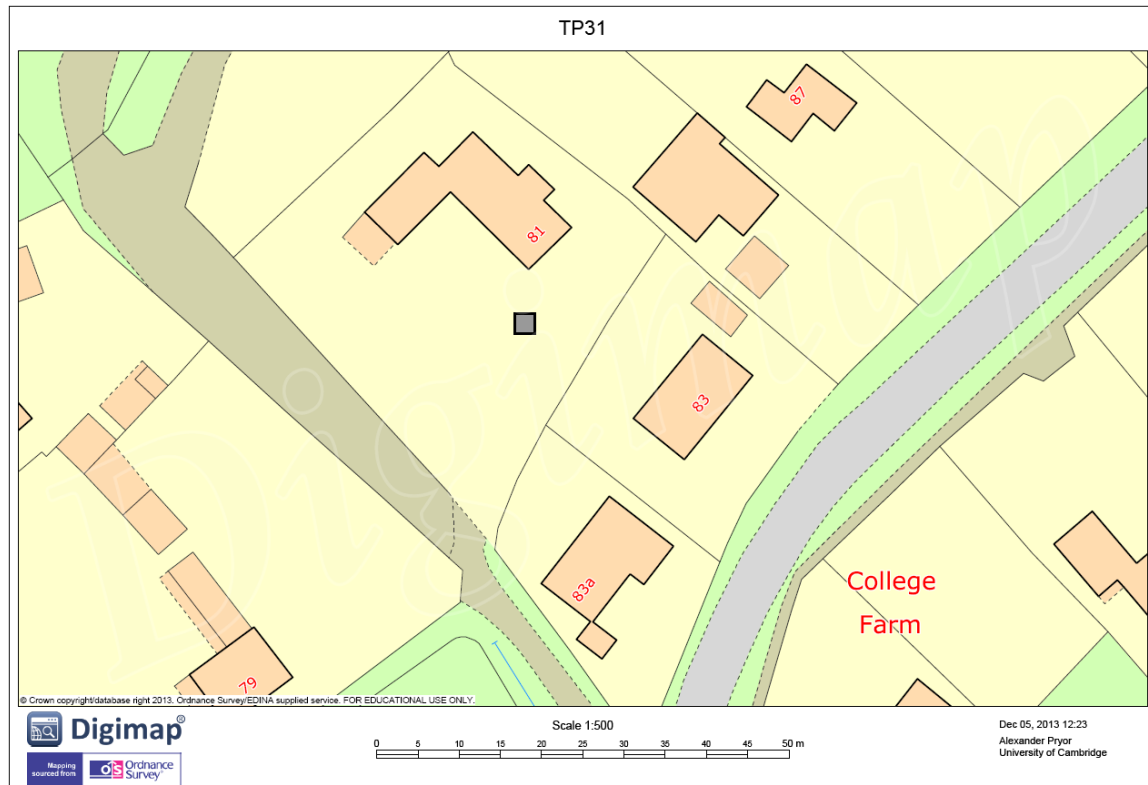 TP31
87
81
83
83a
College
Farm
79
Digimap
© Crown copyright/database right 2013. Ordnance Survey/EDINA supplied service. FOR EDUCATIONAL USE ONLY.
Digimap®
Mapping
sourced from
OS Ordnance
Survey®
Scale 1:500
0 5 10 15 20 25 30 35 40 45 50 m
Dec 05, 2013 12:23
Alexander Pryor
University of Cambridge